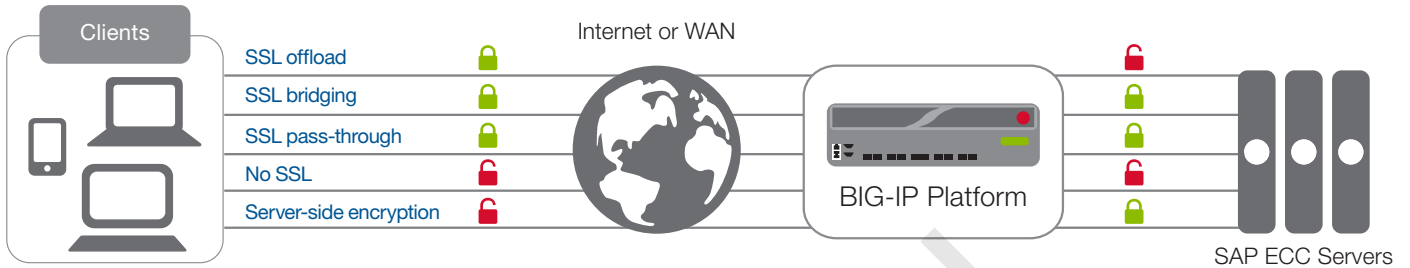 Clients
Internet or WAN
SSL offload
SSL bridging
SSL pass-through
No SSL
Server-side encryption
BIG-IP Platform
SAP ECC Servers